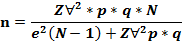 n = Z∀² * p * q * N / e²(N − 1) + Z∀² p * q